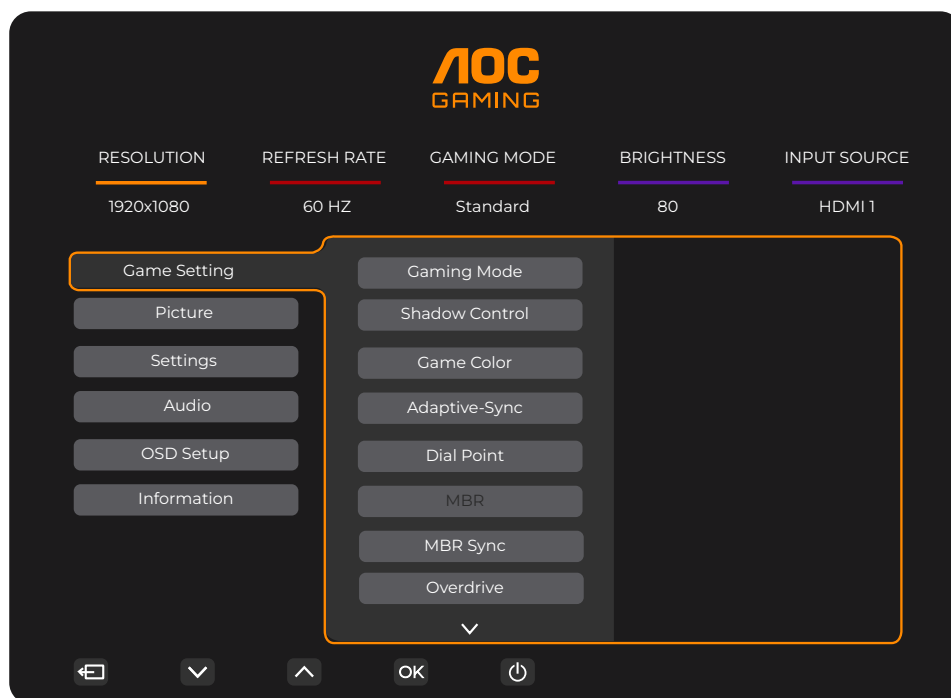 AOC
GAMING
RESOLUTION REFRESH RATE GAMING MODE BRIGHTNESS INPUT SOURCE
1920x1080 60 HZ Standard 80 HDMI 1
Game Setting
Picture
Settings
Audio
OSD Setup
Information
Gaming Mode
Shadow Control
Game Color
Adaptive-Sync
Dial Point
MBR
MBR Sync
Overdrive
OK